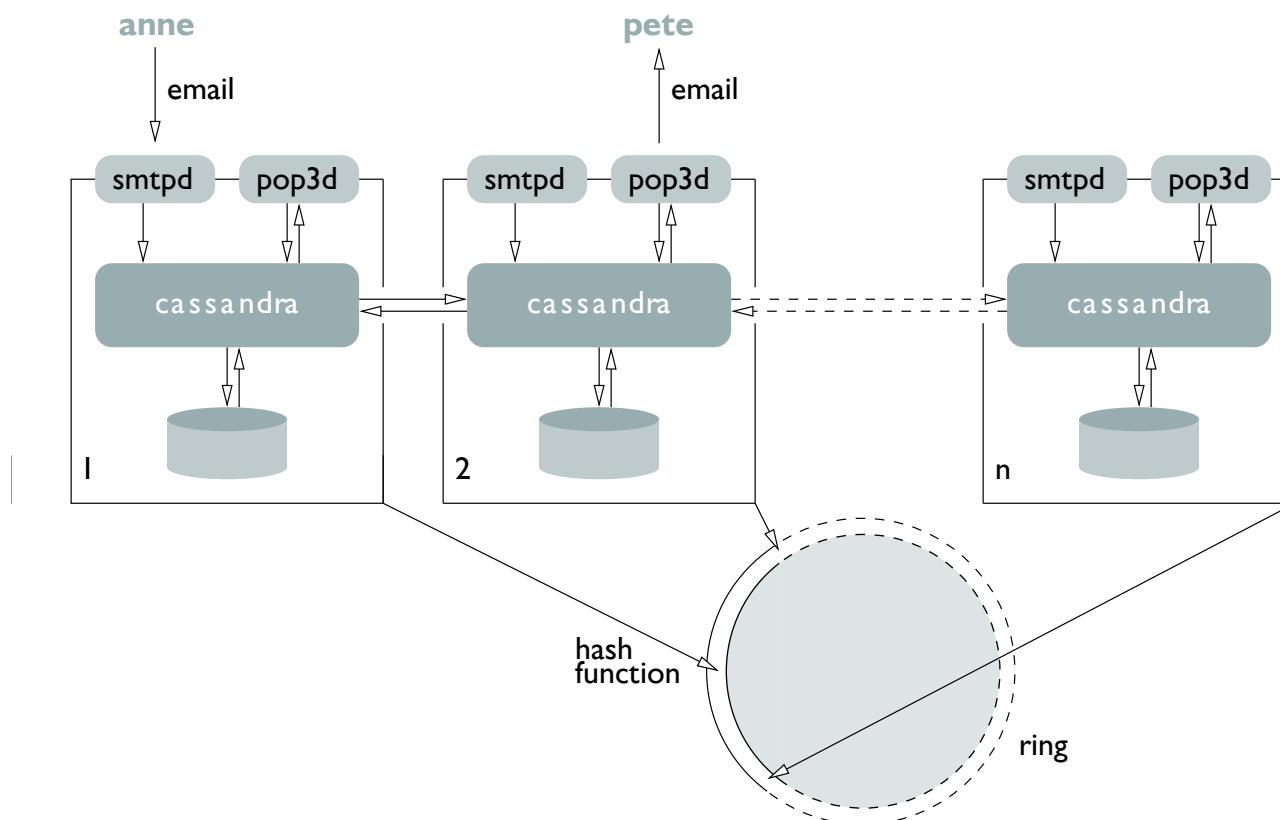 anne
pete
email
email
smtpd
pop3d
smtpd
pop3d
smtpd
pop3d
cassandra
cassandra
cassandra
1
2
n
hash
function
ring